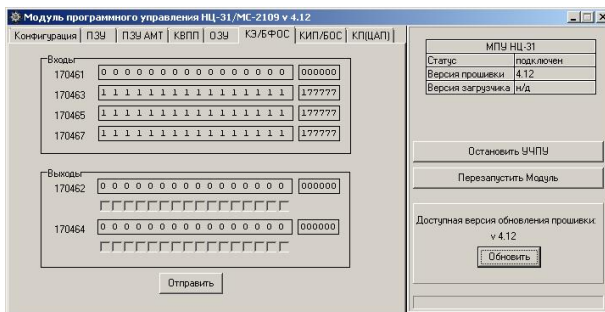 Модуль программного управления НЦ-31/МС-2109 v 4.12
Конфигурация ПЗУ ПЗУ АМТ КВПП ОЗУ КЭ/БФОС КИП/БОС КП(ЦАП)
Входы
170461 0 0 0 0 0 0 0 0 0 0 0 0 0 0 0 0 000000
170463 1 1 1 1 1 1 1 1 1 1 1 1 1 1 1 1 177777
170465 1 1 1 1 1 1 1 1 1 1 1 1 1 1 1 1 177777
170467 1 1 1 1 1 1 1 1 1 1 1 1 1 1 1 1 177777
Выходы
170462 0 0 0 0 0 0 0 0 0 0 0 0 0 0 0 0 000000
170464 0 0 0 0 0 0 0 0 0 0 0 0 0 0 0 0 000000
Отправить
МПУ НЦ-31
Статус подключен
Версия прошивки 4.12
Версия загрузчика н/д
Остановить УЧПУ
Перезапустить Модуль
Доступная версия обновления прошивки:
v 4.12
Обновить